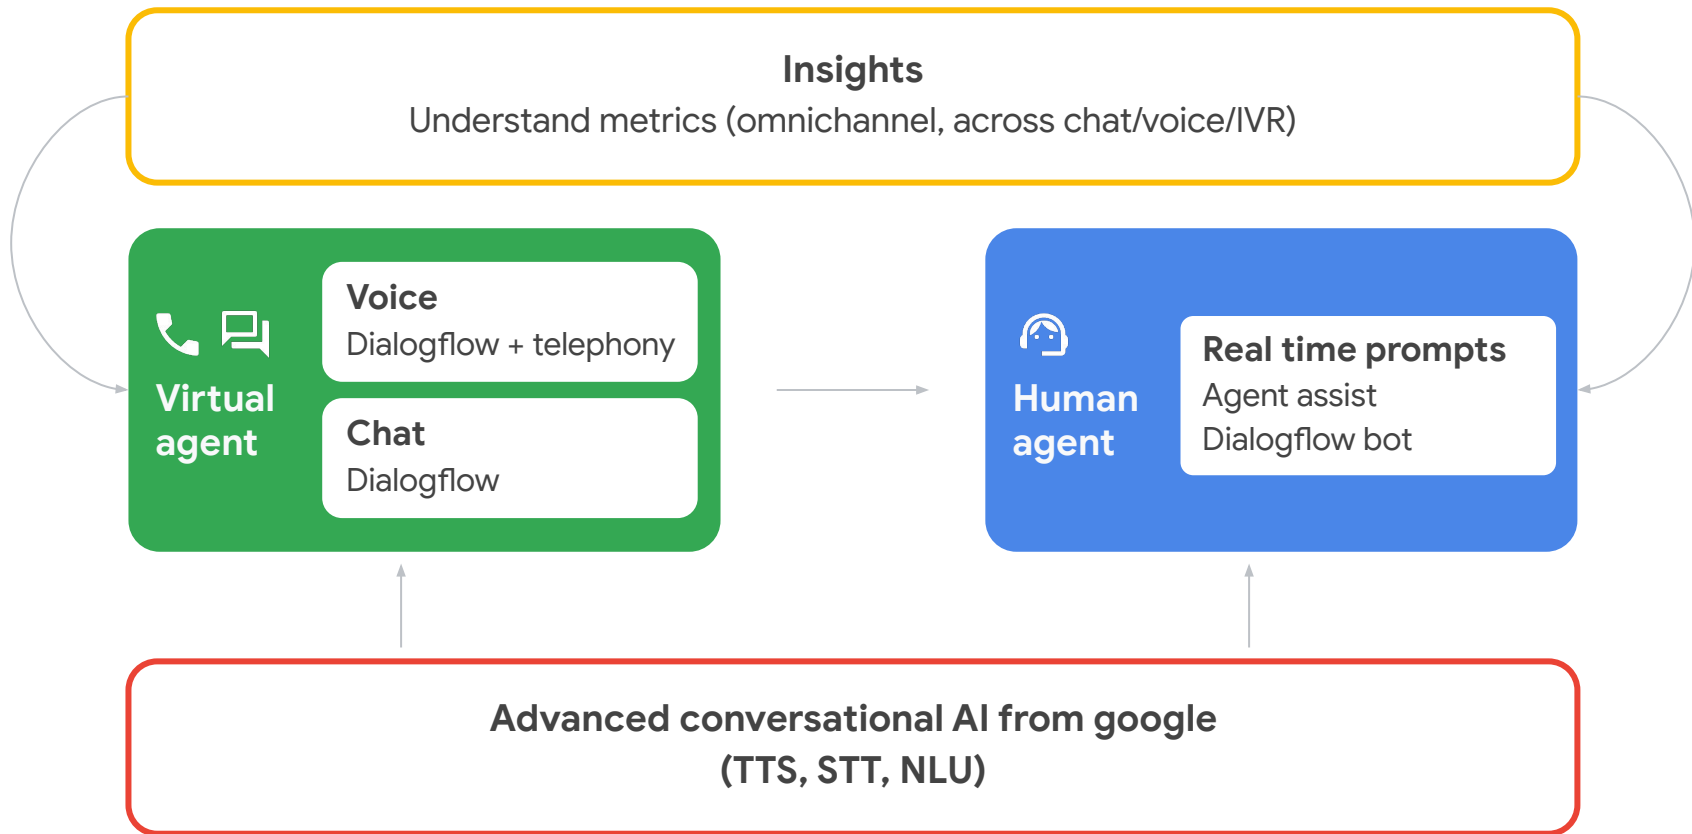 Insights
Understand metrics (omnichannel, across chat/voice/IVR)
Virtual
agent
Voice
Dialogflow + telephony
Chat
Dialogflow
Human
agent
Real time prompts
Agent assist
Dialogflow bot
Advanced conversational AI from google
(TTS, STT, NLU)